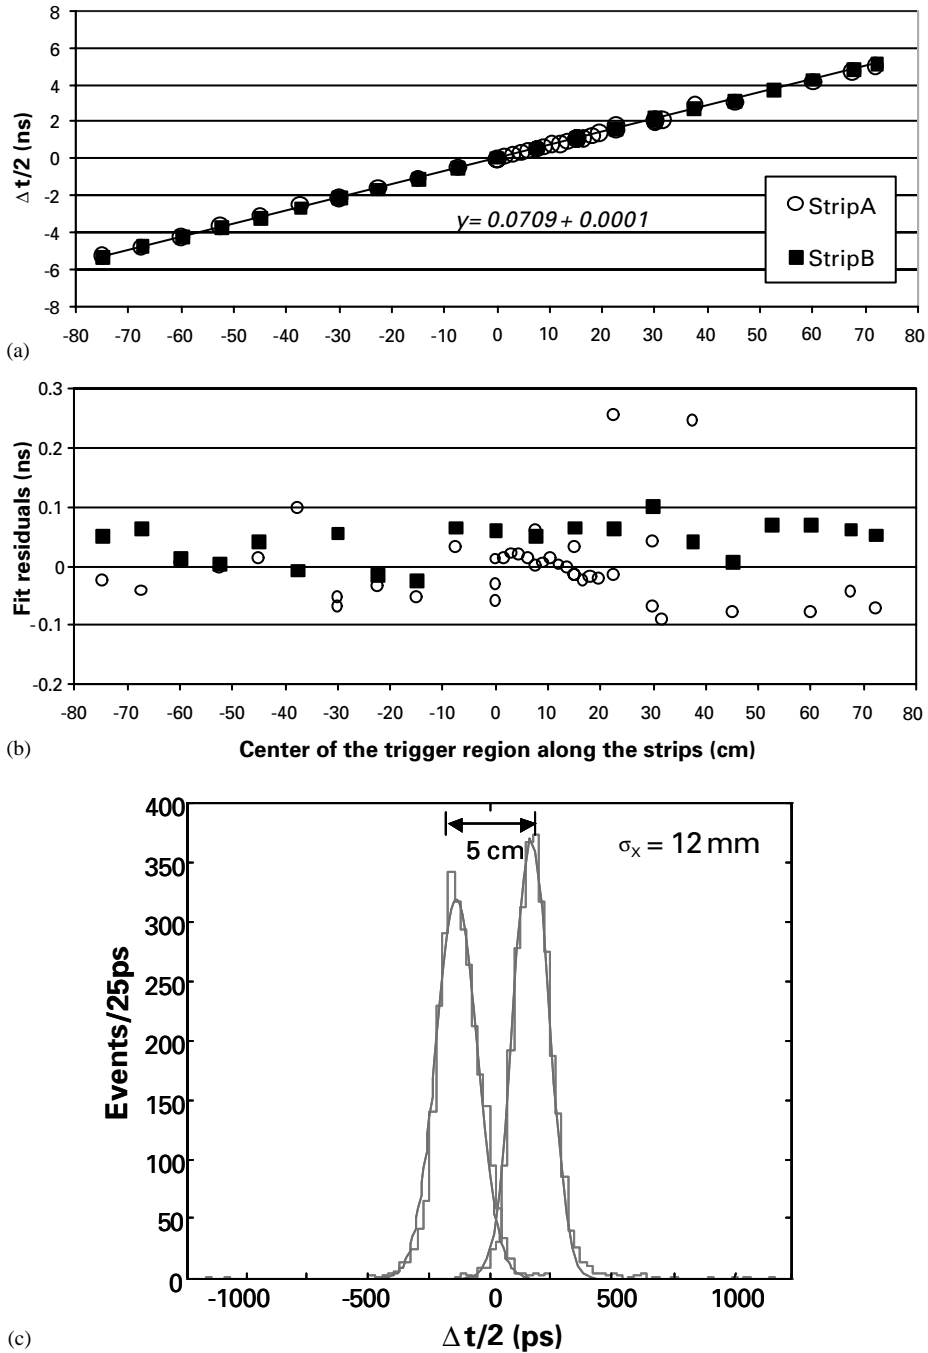 8
6
4
2
0
-2
-4
-6
-8
Δt/2 (ns)
y= 0.0709 + 0.0001
StripA
StripB
-80 -70 -60 -50 -40 -30 -20 -10 0 10 20 30 40 50 60 70 80
(a)
0.3
0.2
0.1
0
-0.1
-0.2
Fit residuals (ns)
-80 -70 -60 -50 -40 -30 -20 -10 0 10 20 30 40 50 60 70 80
(b)
Center of the trigger region along the strips (cm)
400
350
300
250
200
150
100
50
0
Events/25ps
5 cm
σx = 12 mm
-1000 -500 0 500 1000
Δt/2 (ps)
(c)